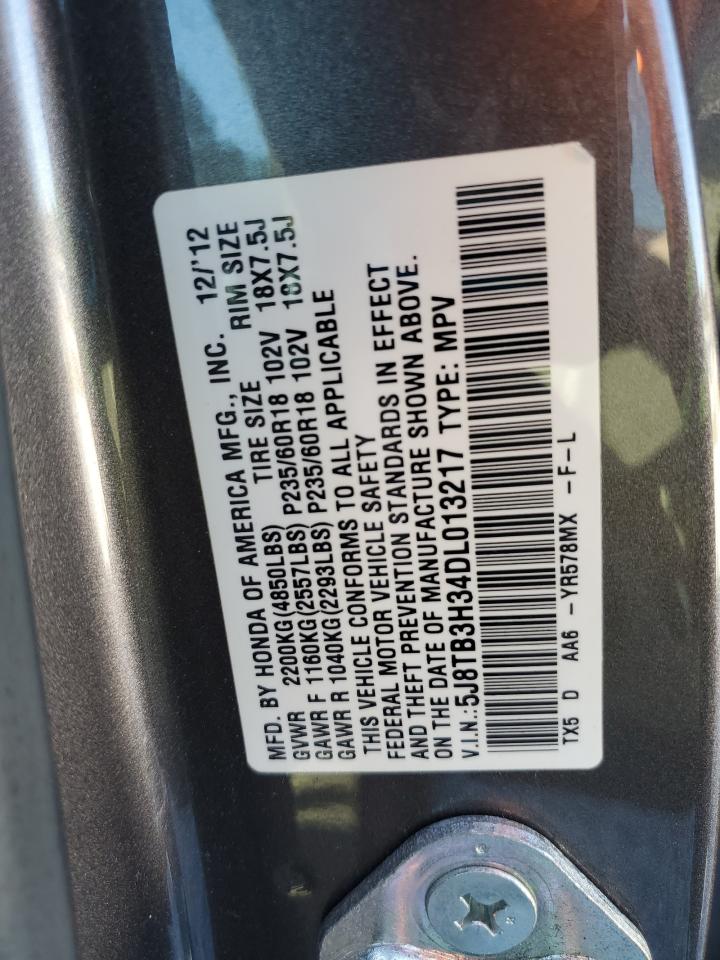 MFD. BY HONDA OF AMERICA MFG., INC. 12/'12
GVWR 2200KG(4850LBS) TIRE SIZE RIM SIZE
GAWR F 1160KG(2557LBS) P235/60R18 102V 18X7.5J
GAWR R 1040KG(2293LBS) P235/60R18 102V 18X7.5J
THIS VEHICLE CONFORMS TO ALL APPLICABLE
FEDERAL MOTOR VEHICLE SAFETY
AND THEFT PREVENTION STANDARDS IN EFFECT
ON THE DATE OF MANUFACTURE SHOWN ABOVE.
V.I.N.:5J8TB3H34DL013217 TYPE: MPV
TX5 D AA6 -YR578MX -F-L